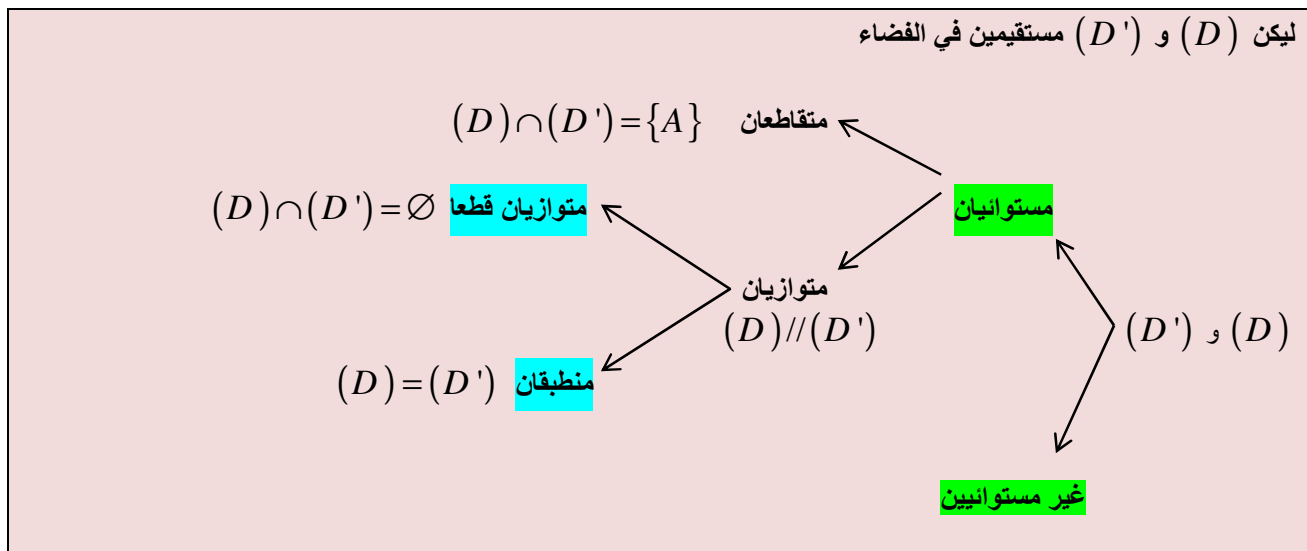 ليكن (D) و (D') مستقيمين في الفضاء
متقاطعان (D)∩(D')={A}
مستوائيان
متوازيان قطعا (D)∩(D')=∅
متوازيان
(D)//(D')
(D) و (D')
منطبقان (D)=(D')
غير مستوائيين